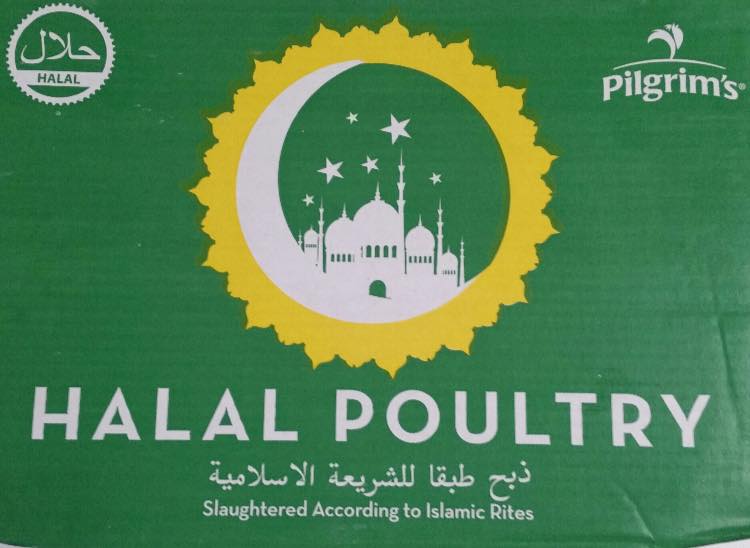 حلال
HALAL
Pilgrim's®
HALAL POULTRY
ذبح طبقا للشريعة الاسلامية
Slaughtered According to Islamic Rites